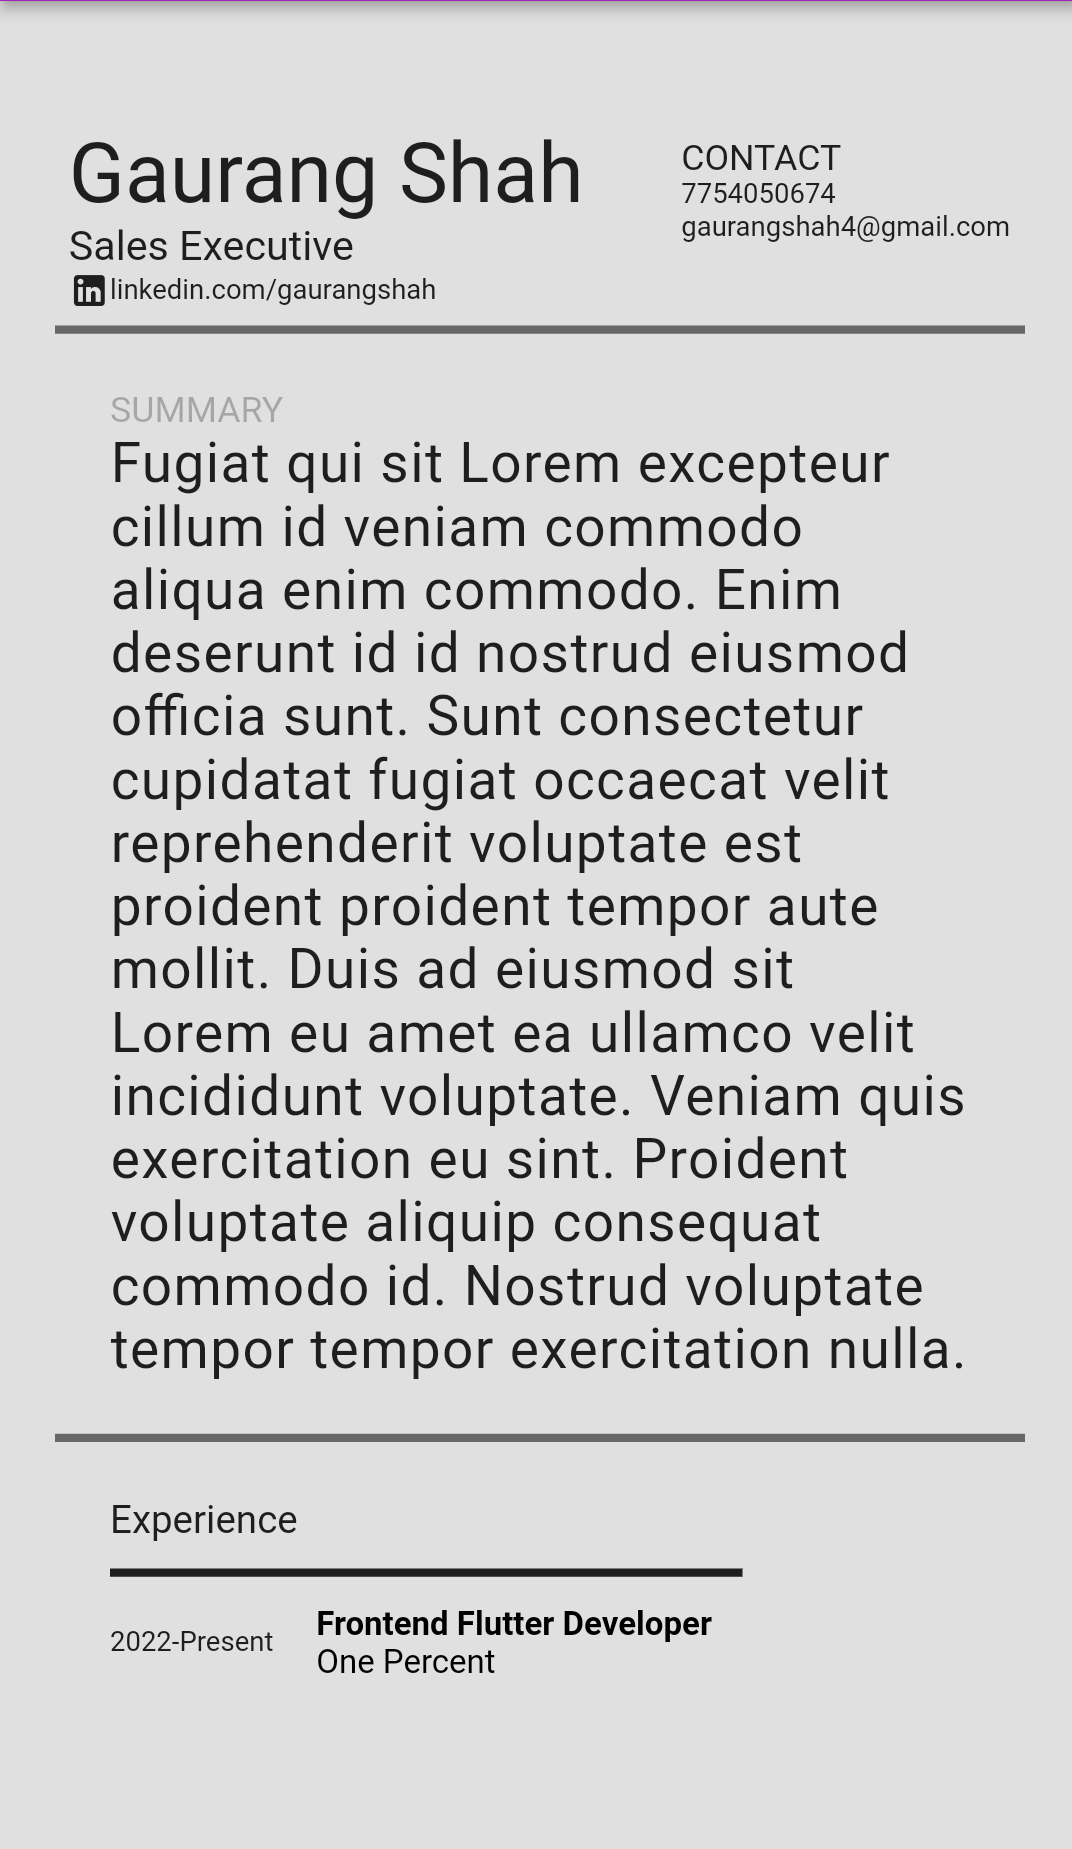 Gaurang Shah
Sales Executive
in linkedin.com/gaurangshah
CONTACT
7754050674
gaurangshah4@gmail.com
SUMMARY
Fugiat qui sit Lorem excepteur
cillum id veniam commodo
aliqua enim commodo. Enim
deserunt id id nostrud eiusmod
officia sunt. Sunt consectetur
cupidatat fugiat occaecat velit
reprehenderit voluptate est
proident proident tempor aute
mollit. Duis ad eiusmod sit
Lorem eu amet ea ullamco velit
incididunt voluptate. Veniam quis
exercitation eu sint. Proident
voluptate aliquip consequat
commodo id. Nostrud voluptate
tempor tempor exercitation nulla.
Experience
2022-Present
Frontend Flutter Developer
One Percent